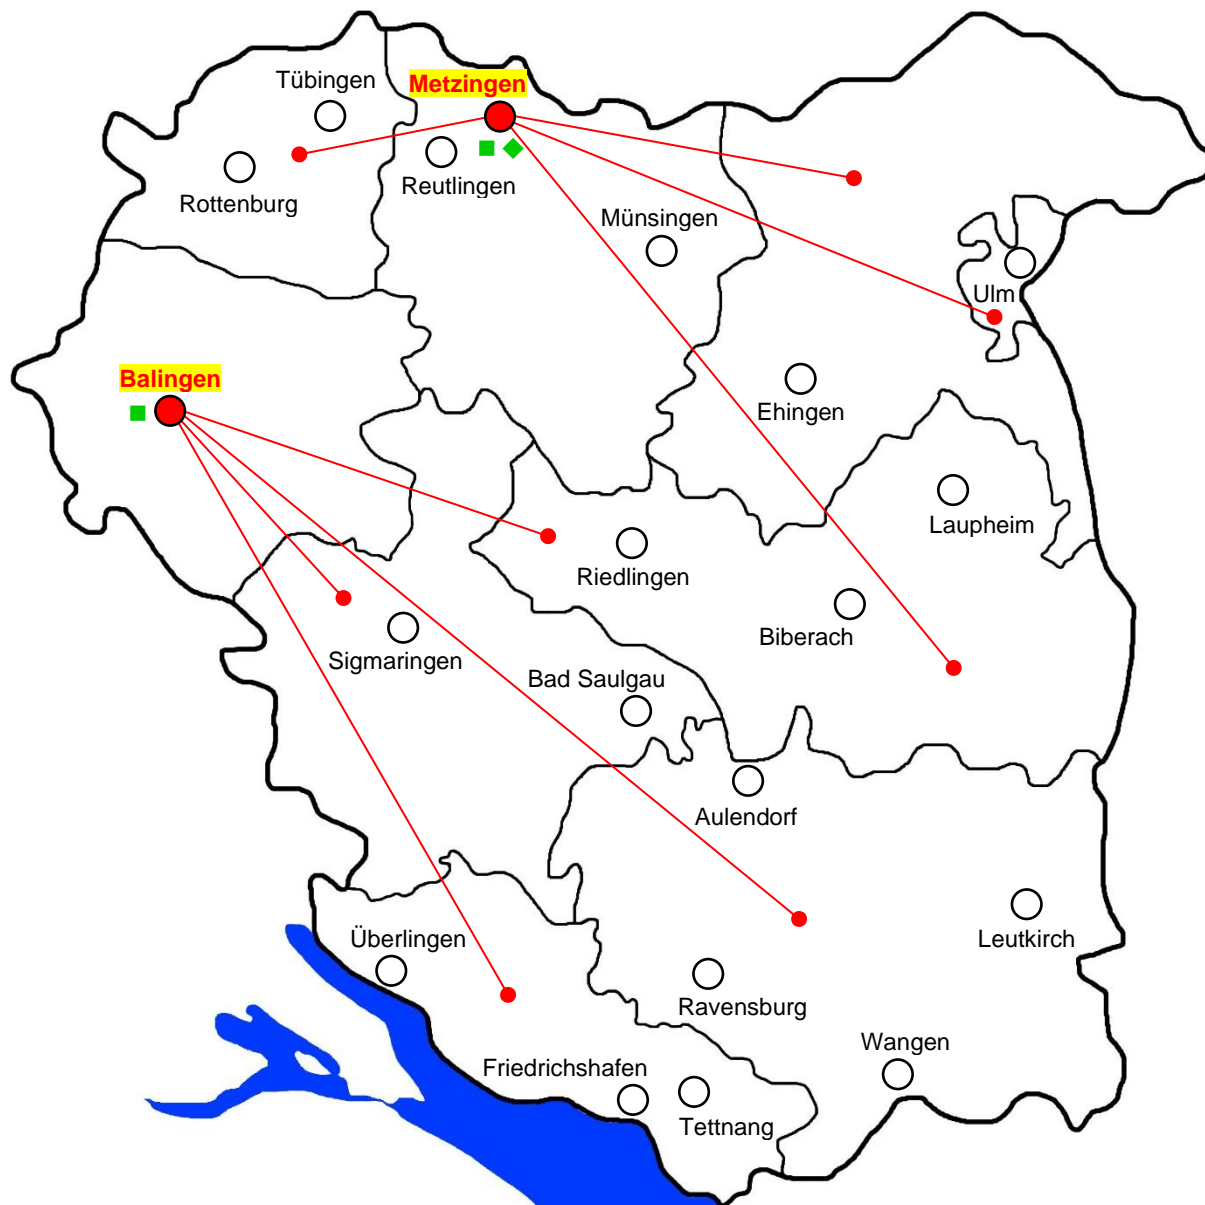 Tübingen
Metzingen
Reutlingen
Rottenburg
Münsingen
Ulm
Balingen
Ehingen
Laupheim
Riedlingen
Biberach
Sigmaringen
Bad Saulgau
Aulendorf
Überlingen
Leutkirch
Ravensburg
Wangen
Friedrichshafen
Tettnang